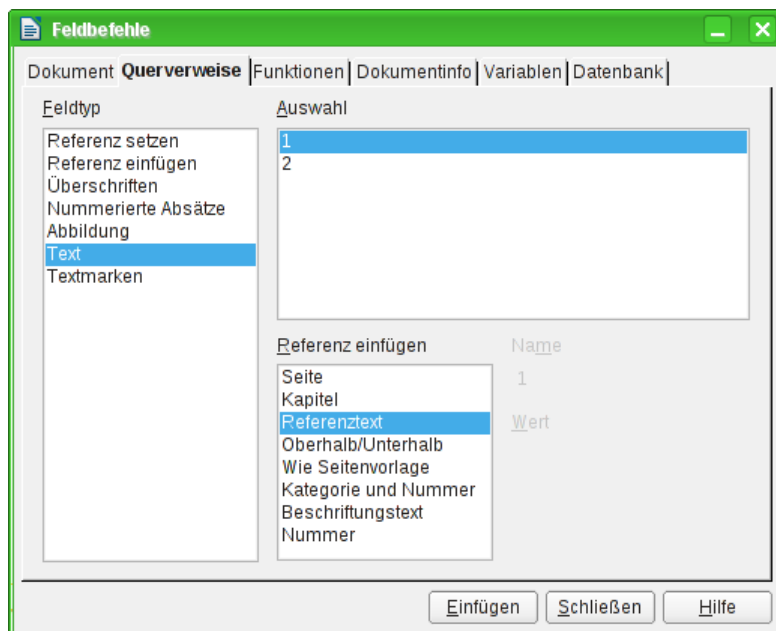 Feldbefehle
Dokument Querverweise Funktionen Dokumentinfo Variablen Datenbank
Feldtyp
Referenz setzen
Referenz einfügen
Überschriften
Nummerierte Absätze
Abbildung
Text
Textmarken
Auswahl
1
2
Referenz einfügen
Seite
Kapitel
Referenztext
Oberhalb/Unterhalb
Wie Seitenvorlage
Kategorie und Nummer
Beschriftungstext
Nummer
Name
1
Wert
Einfügen Schließen Hilfe